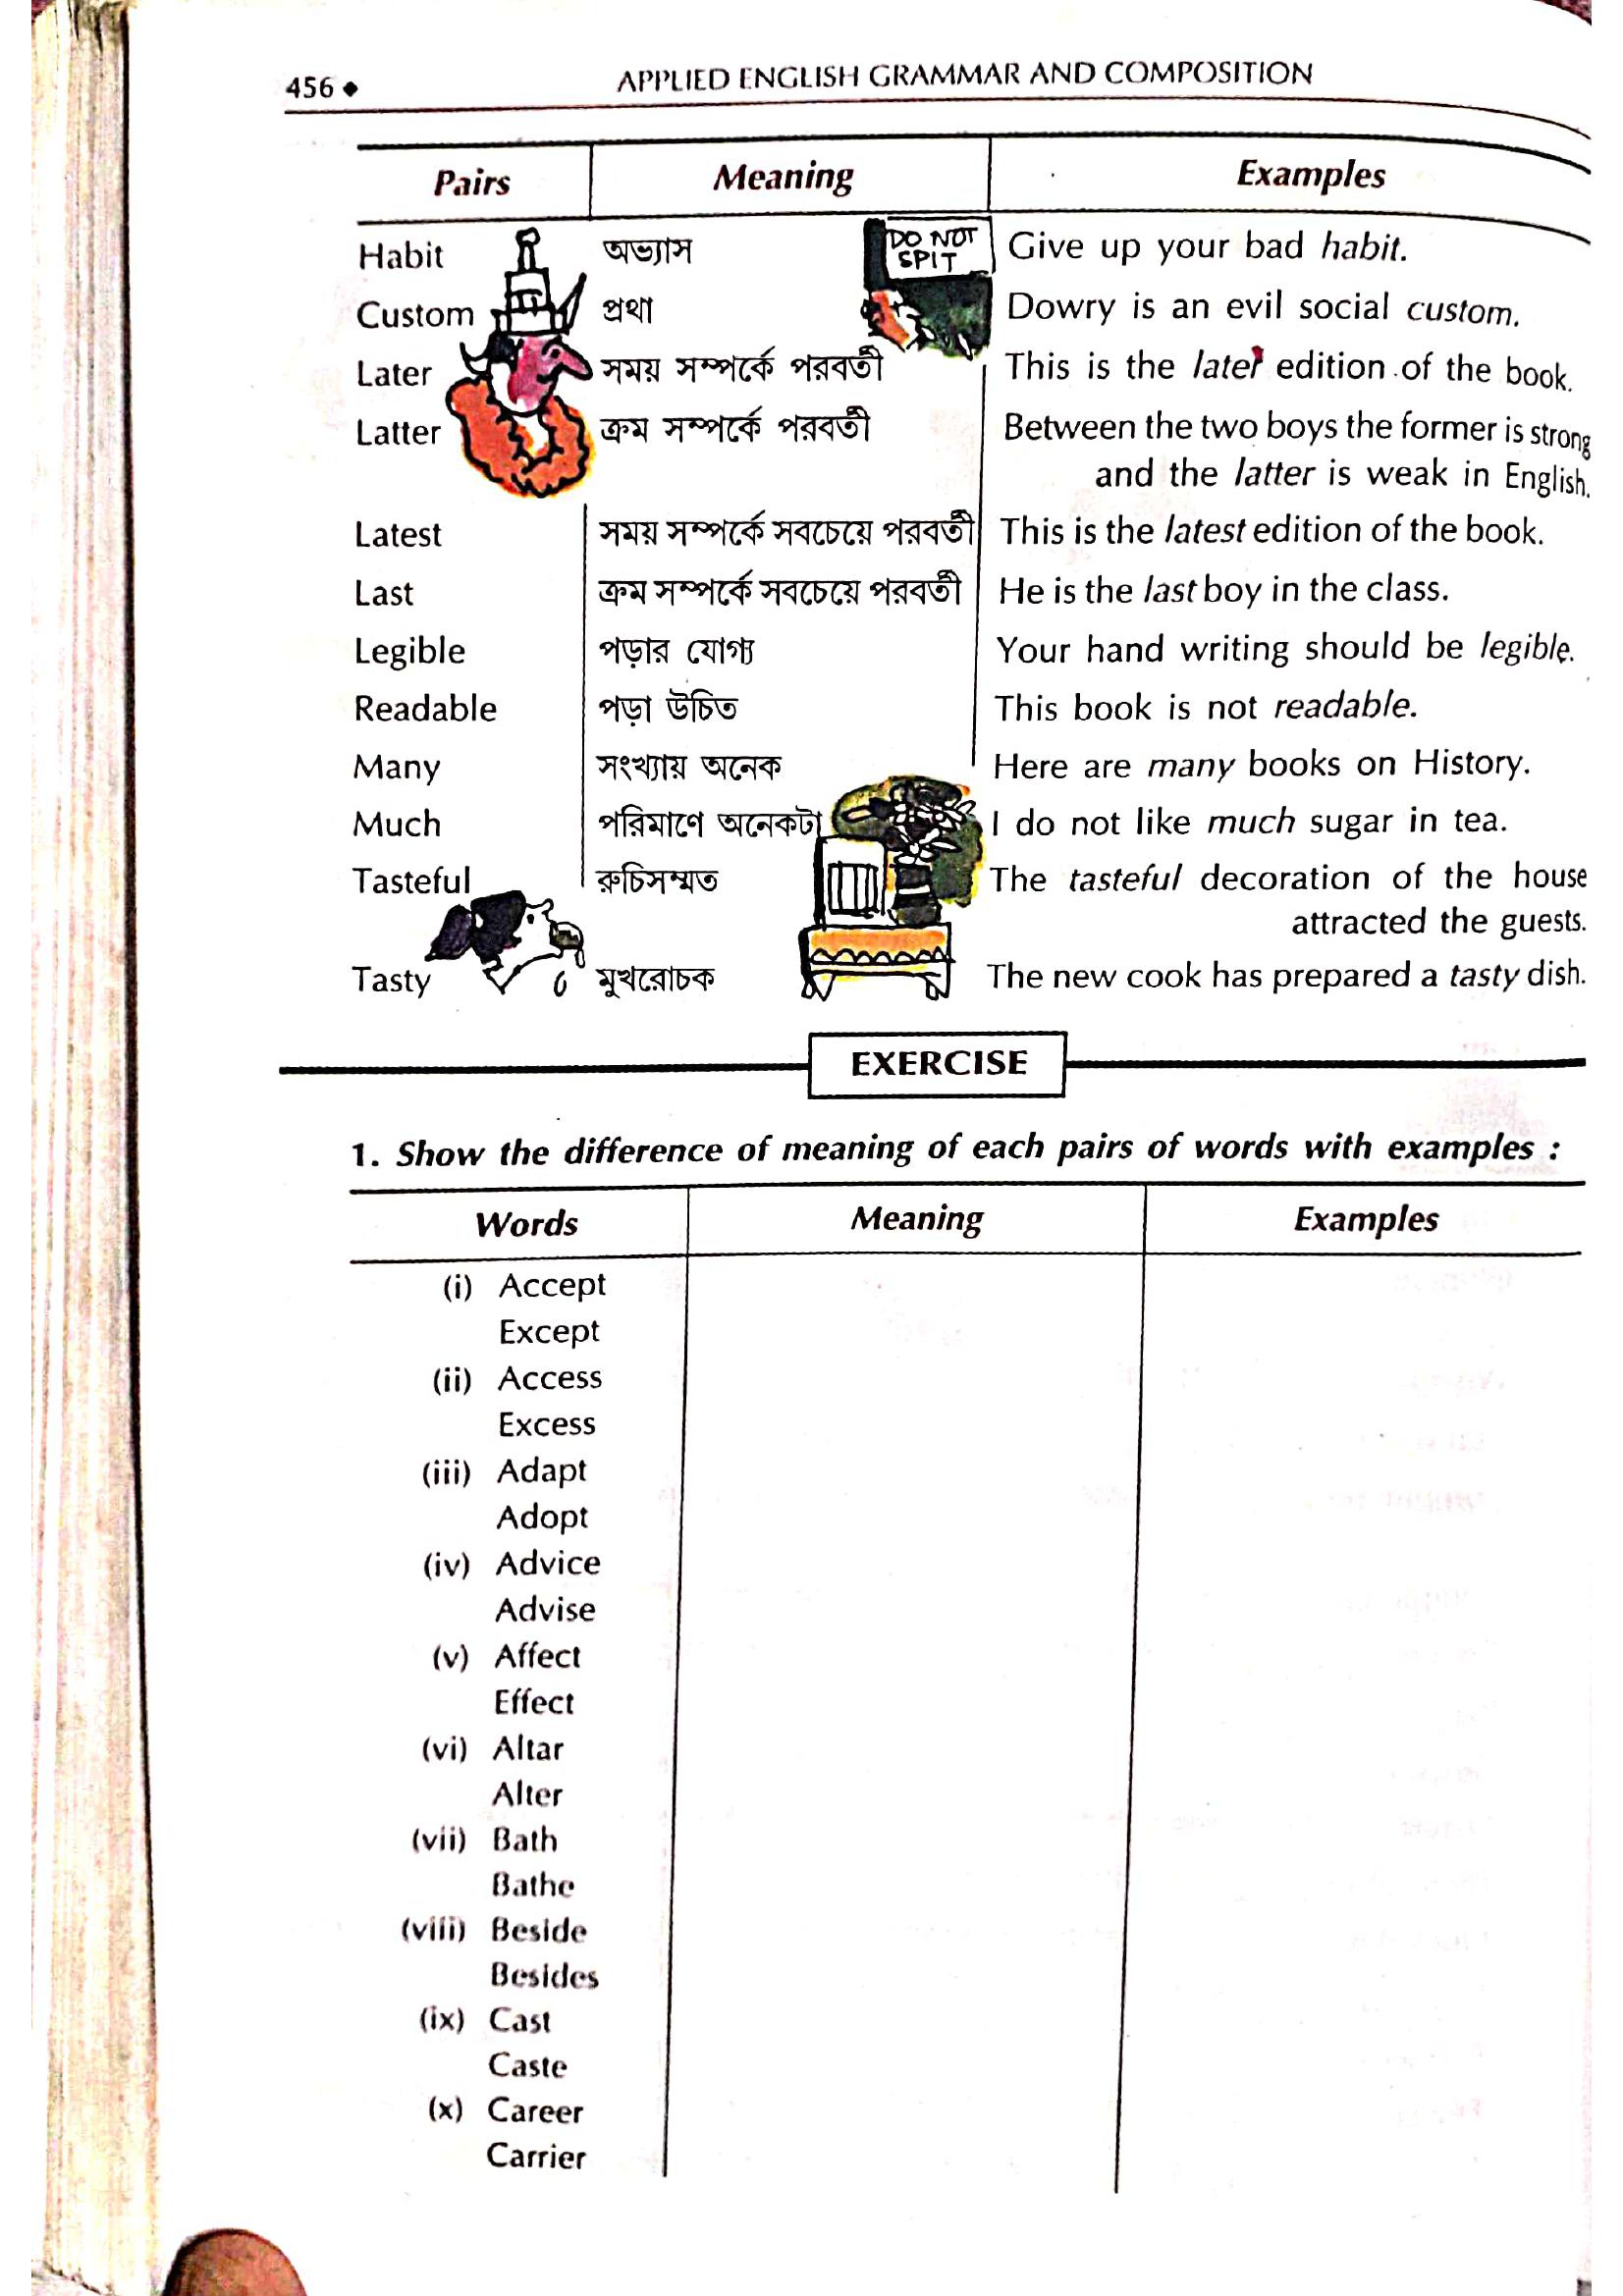 456 ◆ APPLIED ENGLISH GRAMMAR AND COMPOSITION
Pairs Meaning Examples
Habit অভ্যাস DO NOT SPIT Give up your bad habit.
Custom প্রথা Dowry is an evil social custom.
Later সময় সম্পর্কে পরবর্তী This is the later edition of the book.
Latter ক্রম সম্পর্কে পরবর্তী Between the two boys the former is strong
and the latter is weak in English.
Latest সময় সম্পর্কে সবচেয়ে পরবর্তী This is the latest edition of the book.
Last ক্রম সম্পর্কে সবচেয়ে পরবর্তী He is the last boy in the class.
Legible পড়ার যোগ্য Your hand writing should be legible.
Readable পড়া উচিত This book is not readable.
Many সংখ্যায় অনেক Here are many books on History.
Much পরিমাণে অনেকটা I do not like much sugar in tea.
Tasteful রুচিসম্মত The tasteful decoration of the house
attracted the guests.
Tasty মুখরোচক The new cook has prepared a tasty dish.
EXERCISE
1. Show the difference of meaning of each pairs of words with examples :
Words Meaning Examples
(i) Accept
Except
(ii) Access
Excess
(iii) Adapt
Adopt
(iv) Advice
Advise
(v) Affect
Effect
(vi) Altar
Alter
(vii) Bath
Bathe
(viii) Beside
Besides
(ix) Cast
Caste
(x) Career
Carrier